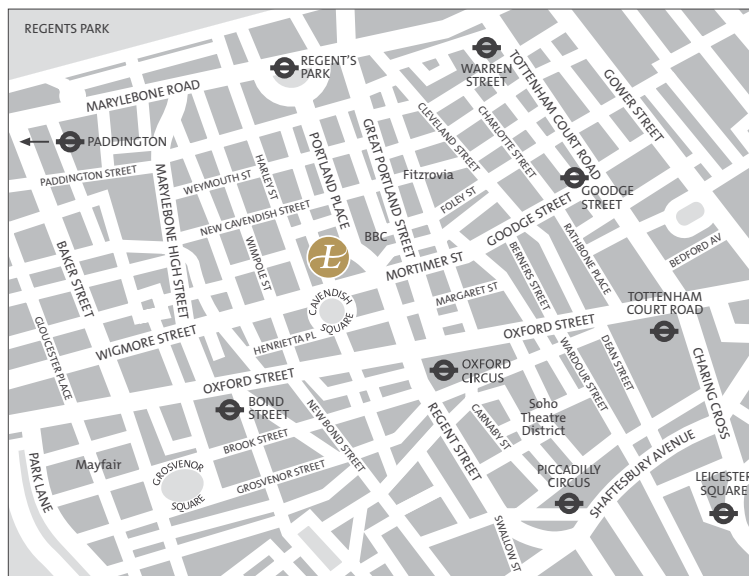 REGENTS PARK
REGENT'S
PARK
WARREN
STREET
TOTTENHAM COURT ROAD
GOWER STREET
MARYLEBONE ROAD
PADDINGTON
PADDINGTON STREET
MARYLEBONE HIGH STREET
WEYMOUTH ST
HARLEY ST
PORTLAND PLACE
GREAT PORTLAND STREET
CLEVELAND STREET
CHARLOTTE STREET
Fitzrovia
GOODGE
STREET
FOLEY ST
GOODGE STREET
NEW CAVENDISH STREET
WIMPOLE ST
BBC
L
MORTIMER ST
BERNERS STREET
RATHBONE PLACE
BEDFORD AV
BAKER STREET
GLOUCESTER PLACE
WIGMORE STREET
CAVENDISH
SQUARE
MARGARET ST
HENRIETTA PL
OXFORD STREET
TOTTENHAM
COURT ROAD
OXFORD STREET
OXFORD
CIRCUS
WARDOUR STREET
DEAN STREET
CHARING CROSS
BOND
STREET
NEW BOND STREET
REGENT STREET
CARNABY ST
Soho
Theatre
District
BROOK STREET
PARK LANE
Mayfair
GROSVENOR
SQUARE
GROSVENOR STREET
PICCADILLY
CIRCUS
SHAFTESBURY AVENUE
LEICESTER
SQUARE
SWALLOW ST